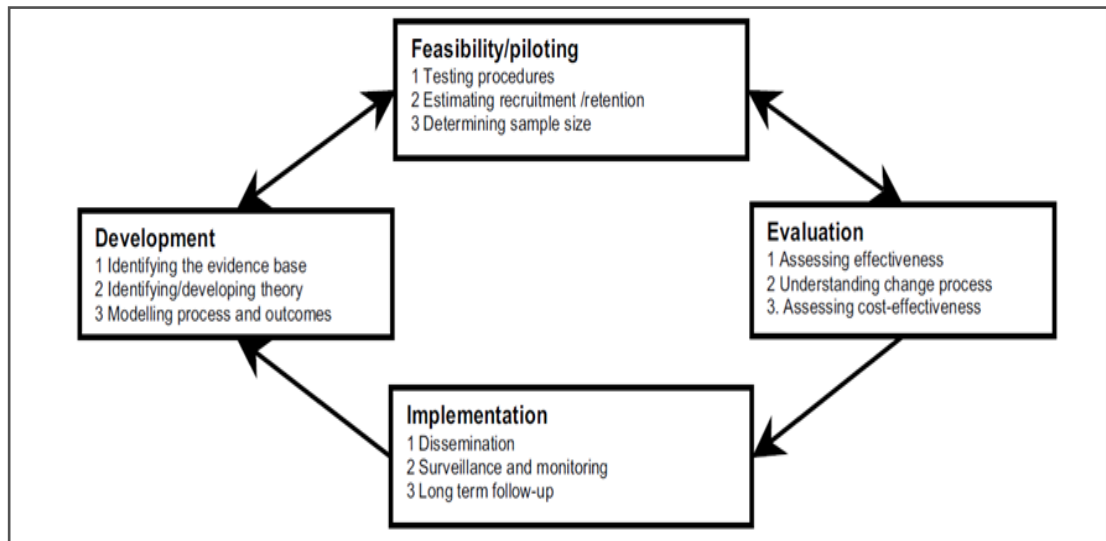 Feasibility/piloting
1 Testing procedures
2 Estimating recruitment /retention
3 Determining sample size
Development
1 Identifying the evidence base
2 Identifying/developing theory
3 Modelling process and outcomes
Evaluation
1 Assessing effectiveness
2 Understanding change process
3. Assessing cost-effectiveness
Implementation
1 Dissemination
2 Surveillance and monitoring
3 Long term follow-up